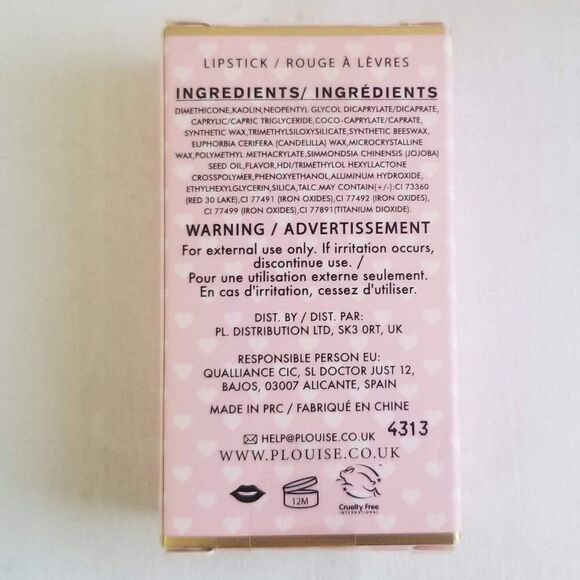 LIPSTICK / ROUGE À LÈVRES
INGREDIENTS/ INGRÉDIENTS
DIMETHICONE,KAOLIN,NEOPENTYL GLYCOL DICAPRYLATE/DICAPRATE,
CAPRYLIC/CAPRIC TRIGLYCERIDE,COCO-CAPRYLATE/CAPRATE,
SYNTHETIC WAX,TRIMETHYLSILOXYSILICATE,SYNTHETIC BEESWAX,
EUPHORBIA CERIFERA (CANDELILLA) WAX,MICROCRYSTALLINE
WAX,POLYMETHYL METHACRYLATE,SIMMONDSIA CHINENSIS (JOJOBA)
SEED OIL,FLAVOR,HDI/TRIMETHYLOL HEXYLLACTONE
CROSSPOLYMER,PHENOXYETHANOL,ALUMINUM HYDROXIDE,
ETHYLHEXYLGLYCERIN,SILICA,TALC.MAY CONTAIN(+/-):CI 73360
(RED 30 LAKE),CI 77491 (IRON OXIDES),CI 77492 (IRON OXIDES),
CI 77499 (IRON OXIDES),CI 77891(TITANIUM DIOXIDE).
WARNING / ADVERTISSEMENT
For external use only. If irritation occurs,
discontinue use. /
Pour une utilisation externe seulement.
En cas d'irritation, cessez d'utiliser.
DIST. BY / DIST. PAR:
PL. DISTRIBUTION LTD, SK3 0RT, UK
RESPONSIBLE PERSON EU:
QUALLIANCE CIC, SL DOCTOR JUST 12,
BAJOS, 03007 ALICANTE, SPAIN
MADE IN PRC / FABRIQUÉ EN CHINE
4313
HELP@PLOUISE.CO.UK
WWW.PLOUISE.CO.UK
12M
Cruelty Free
INTERNATIONAL